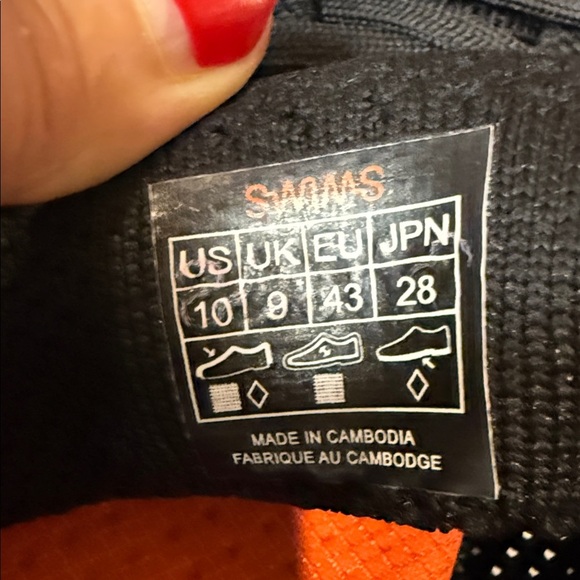 SWIMS
US UK EU JPN
10 9 43 28
MADE IN CAMBODIA
FABRIQUE AU CAMBODGE